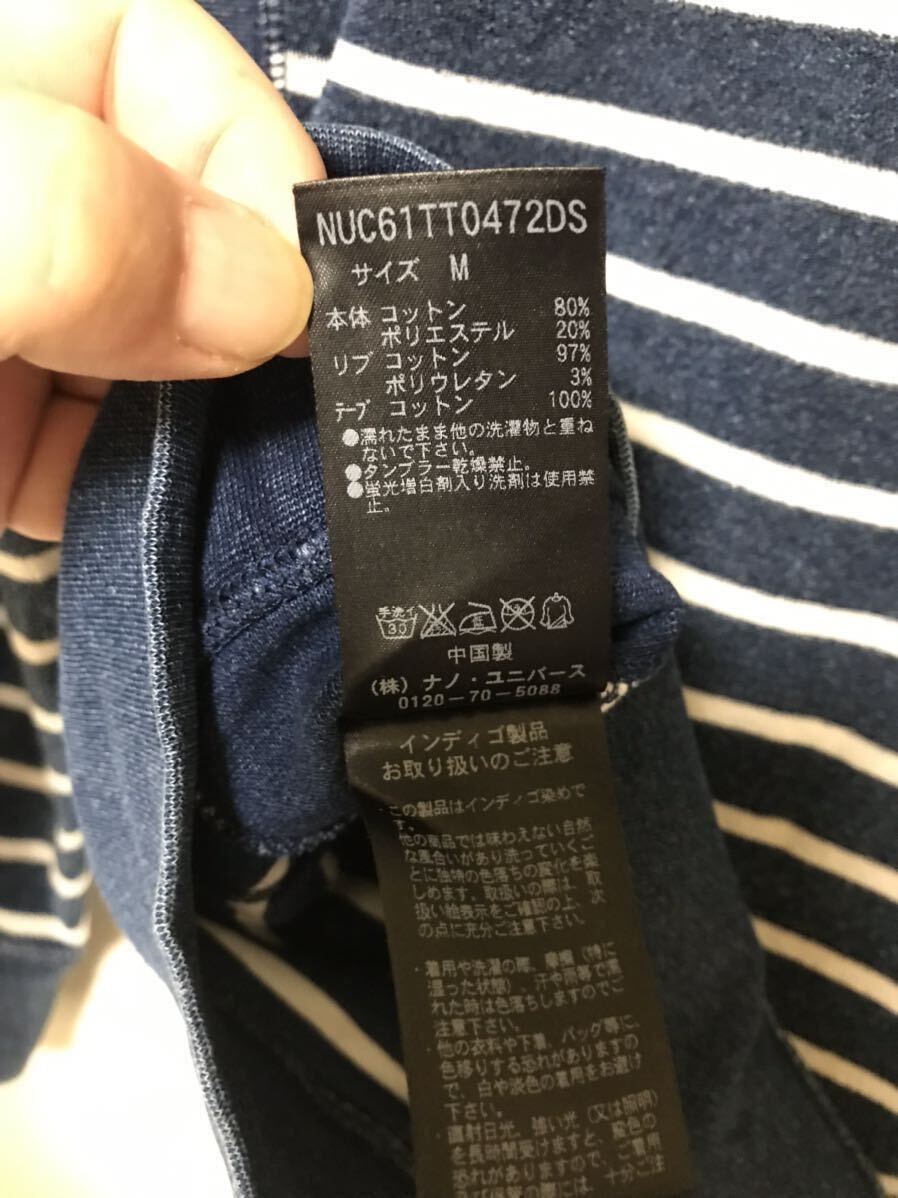 NUC61TT0472DS
サイズ M
本体 コットン 80%
ポリエステル 20%
リブ コットン 97%
ポリウレタン 3%
テープ コットン 100%
●濡れたまま他の洗濯物と重ね
ないで下さい。
●タンブラー乾燥禁止。
●蛍光増白剤入り洗剤は使用禁
止。
手洗イ
30
中国製
(株) ナノ・ユニバース
0120-70-5088
インディゴ製品
お取り扱いのご注意
・この製品はインディゴ染めで
す。
他の商品では味わえない自然
な風合いがあり洗っていくご
とに独特の色落ちの変化を楽
しめます。取扱いの際は、取
扱い絵表示をご確認の上、次
の点に充分ご注意下さい。
・着用や洗濯の際、摩擦 (特に
湿った状態) 、汗や雨等で濡
れた時は色落ちしますのでご
注意下さい。
・他の衣料や下着、バッグ等に
色移りする恐れがありますの
で、白や淡色の着用をお避け
下さい。
・直射日光、強い光 (又は照明)
を長時間受けますと、変色の
恐れがありますので、ご着用
は、十分ご注